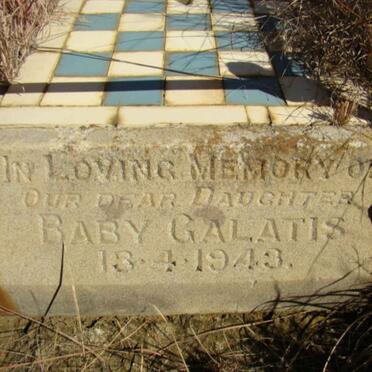 In Loving Memory of
Our dear Daughter
Baby Galatis
13·4·1943.